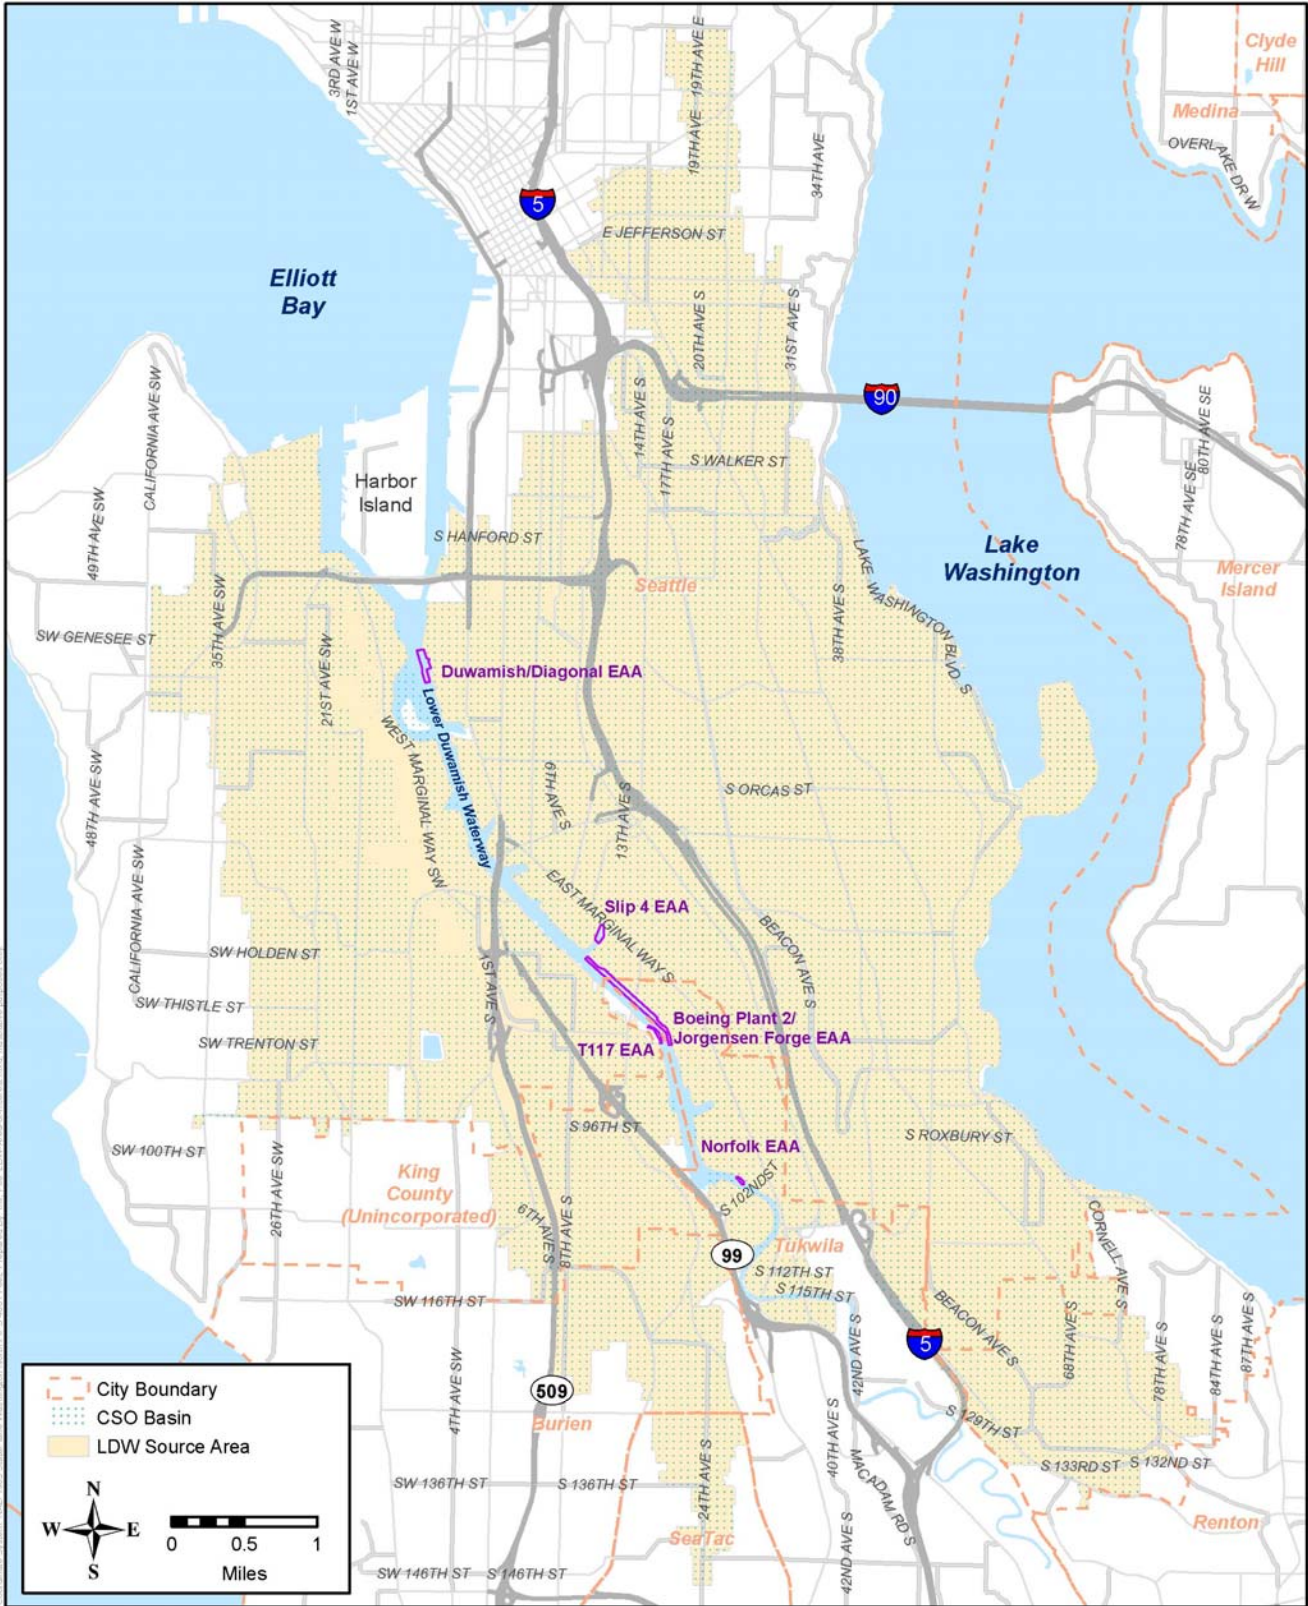 3RD AVE W
1ST AVE W
19TH AVE E
19TH AVE
34TH AVE
Clyde
Hill
Medina
OVERLAKE DR W
5
E JEFFERSON ST
Elliott
Bay
20TH AVE S
31ST AVE S
90
CALIFORNIA AVE SW
14TH AVE S
17TH AVE S
S WALKER ST
80TH AVE SE
78TH AVE SE
Harbor
Island
49TH AVE SW
S HANFORD ST
Lake
Washington
LAKE WASHINGTON BLVD S
Seattle
Mercer
Island
35TH AVE SW
38TH AVE S
SW GENESEE ST
21ST AVE SW
Duwamish/Diagonal EAA
Lower Duwamish Waterway
WEST MARGINAL WAY SW
48TH AVE SW
6TH AVE S
13TH AVE S
S ORCAS ST
CALIFORNIA AVE SW
EAST MARGINAL WAY S
Slip 4 EAA
BEACON AVE S
SW HOLDEN ST
1ST AVE S
SW THISTLE ST
Boeing Plant 2/
Jorgensen Forge EAA
SW TRENTON ST
T117 EAA
S 96TH ST
S ROXBURY ST
Norfolk EAA
SW 100TH ST
26TH AVE SW
King
County
(Unincorporated)
S 102ND ST
6TH AVE S
8TH AVE S
CORNELL AVE S
Tukwila
99
S 112TH ST
S 115TH ST
SW 116TH ST
BEACON AVE S
5
68TH AVE S
78TH AVE S
84TH AVE S
87TH AVE S
42ND AVE S
4TH AVE SW
509
Burien
40TH AVE S
S 129TH ST
24TH AVE S
MACADAM RD S
S 133RD ST
S 132ND ST
SW 136TH ST
S 136TH ST
Renton
SeaTac
42ND AVE S
SW 146TH ST
S 146TH ST
City Boundary
CSO Basin
LDW Source Area
N
W
E
S
0
0.5
1
Miles